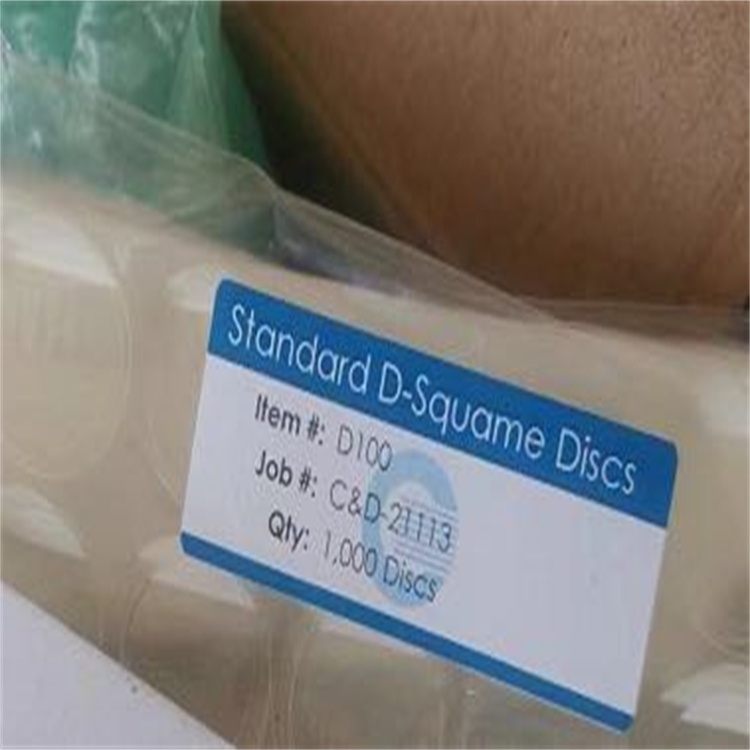 Standard D-Squame Discs
Item #: D100
Job #: C&D-21113
Qty: 1,000 Discs